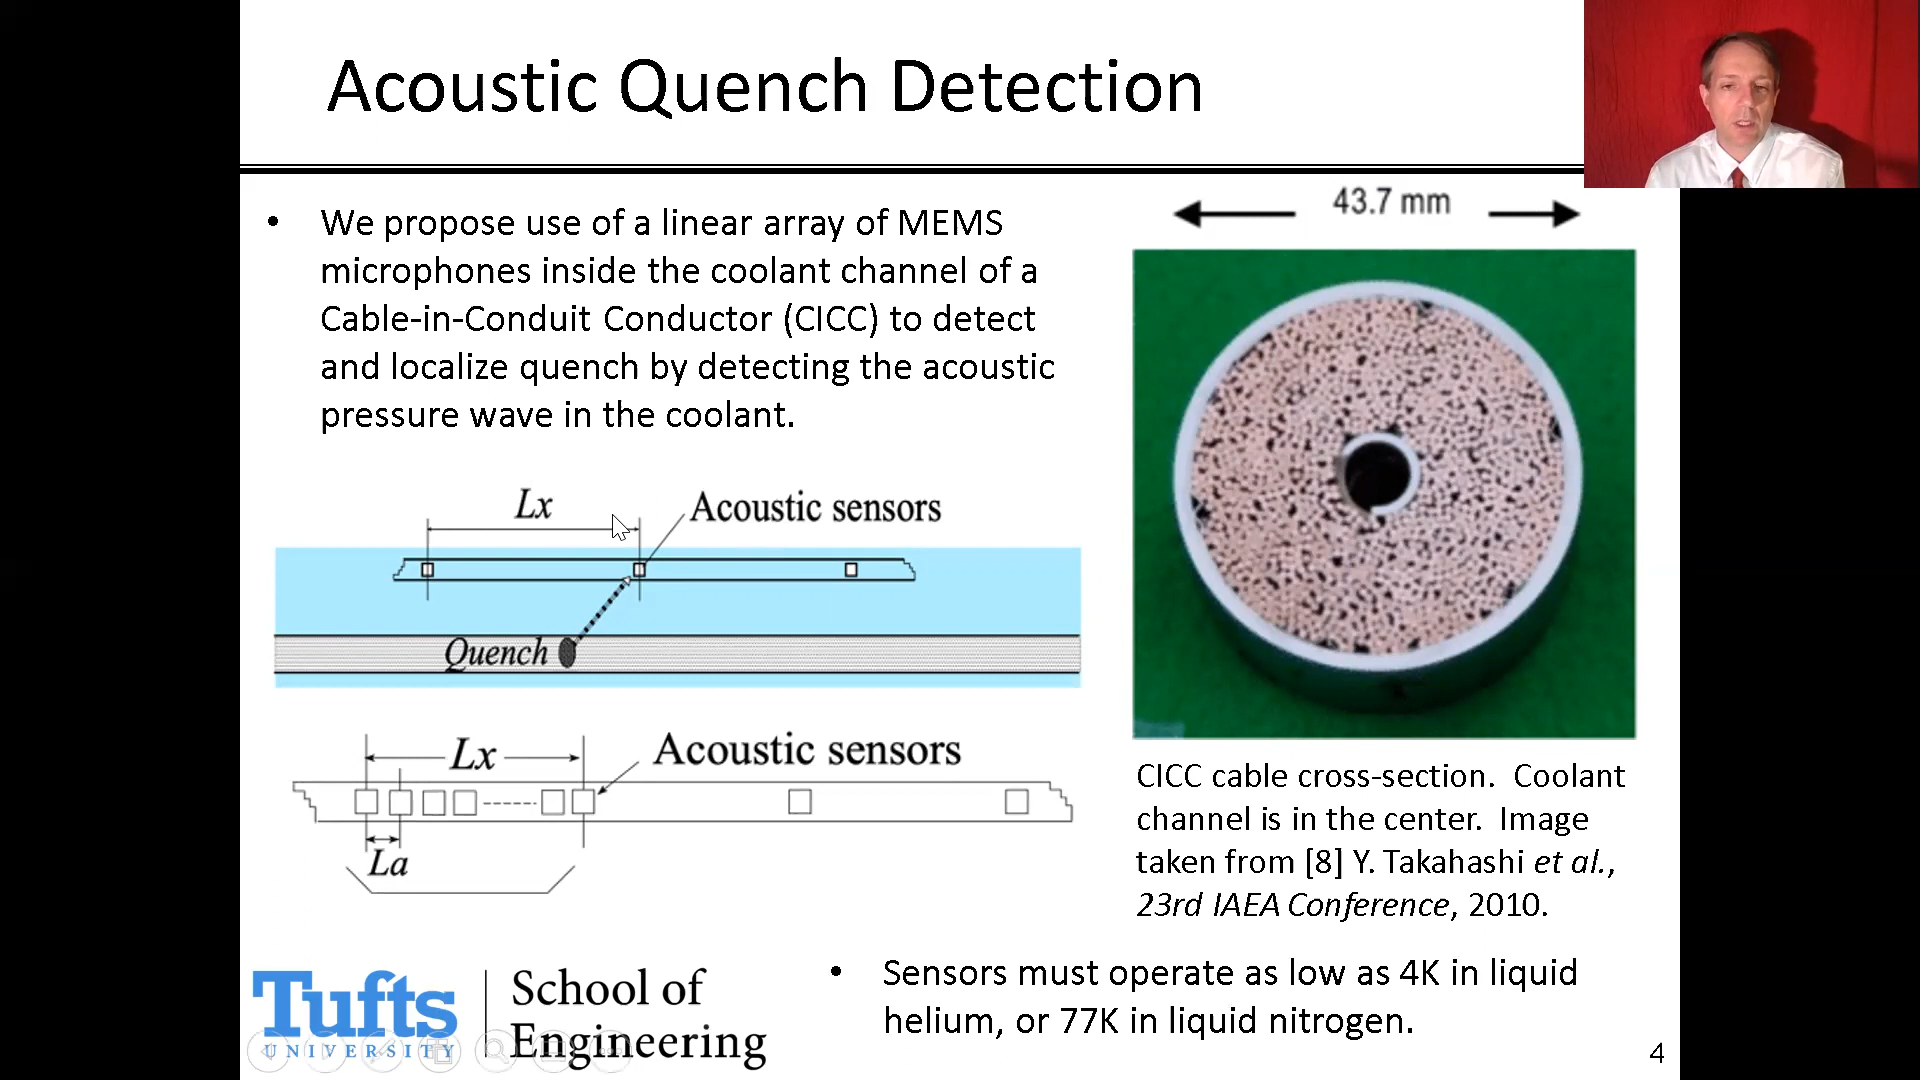 Acoustic Quench Detection
• We propose use of a linear array of MEMS
microphones inside the coolant channel of a
Cable-in-Conduit Conductor (CICC) to detect
and localize quench by detecting the acoustic
pressure wave in the coolant.
43.7 mm
Lx
Acoustic sensors
Quench
Lx
Acoustic sensors
La
CICC cable cross-section. Coolant
channel is in the center. Image
taken from [8] Y. Takahashi et al.,
23rd IAEA Conference, 2010.
• Sensors must operate as low as 4K in liquid
helium, or 77K in liquid nitrogen.
Tufts
UNIVERSITY
School of
Engineering
4